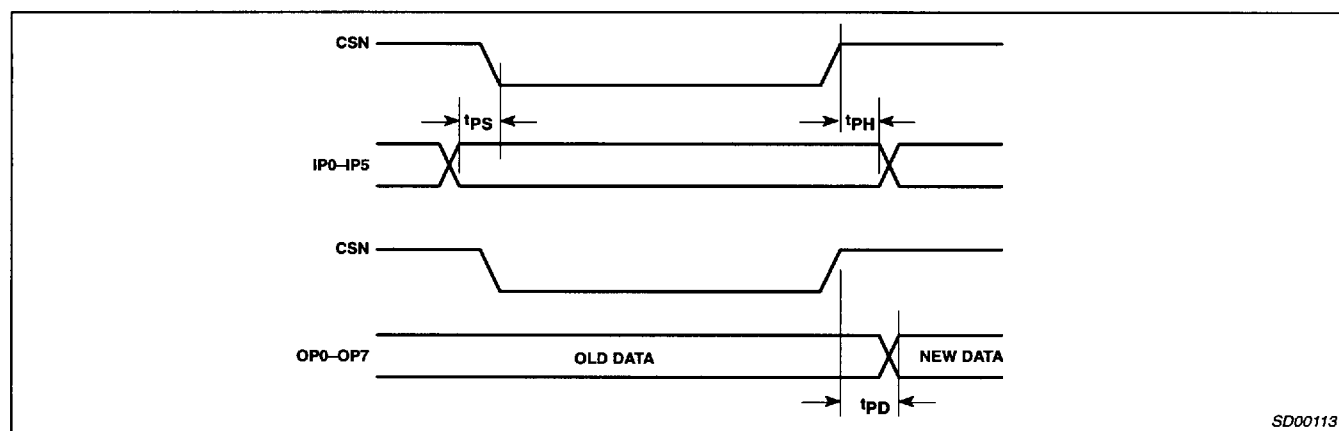 CSN
tPS
tPH
IP0–IP5
CSN
OP0–OP7 OLD DATA NEW DATA
tPD
SD00113